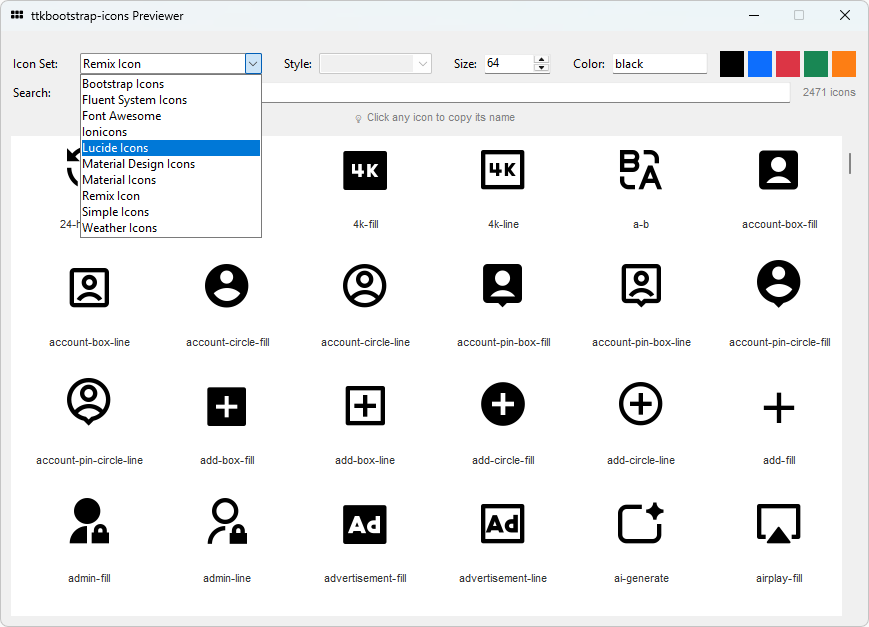 ttkbootstrap-icons Previewer
Icon Set: Remix Icon Style: Size: 64 Color: black
Search: 2471 icons
Bootstrap Icons
Fluent System Icons
Font Awesome
Ionicons
Lucide Icons
Material Design Icons
Material Icons
Remix Icon
Simple Icons
Weather Icons
Click any icon to copy its name
4K 4K B A
24-h 4k-fill 4k-line a-b account-box-fill
account-box-line account-circle-fill account-circle-line account-pin-box-fill account-pin-box-line account-pin-circle-fill
account-pin-circle-line add-box-fill add-box-line add-circle-fill add-circle-line add-fill
Ad Ad
admin-fill admin-line advertisement-fill advertisement-line ai-generate airplay-fill